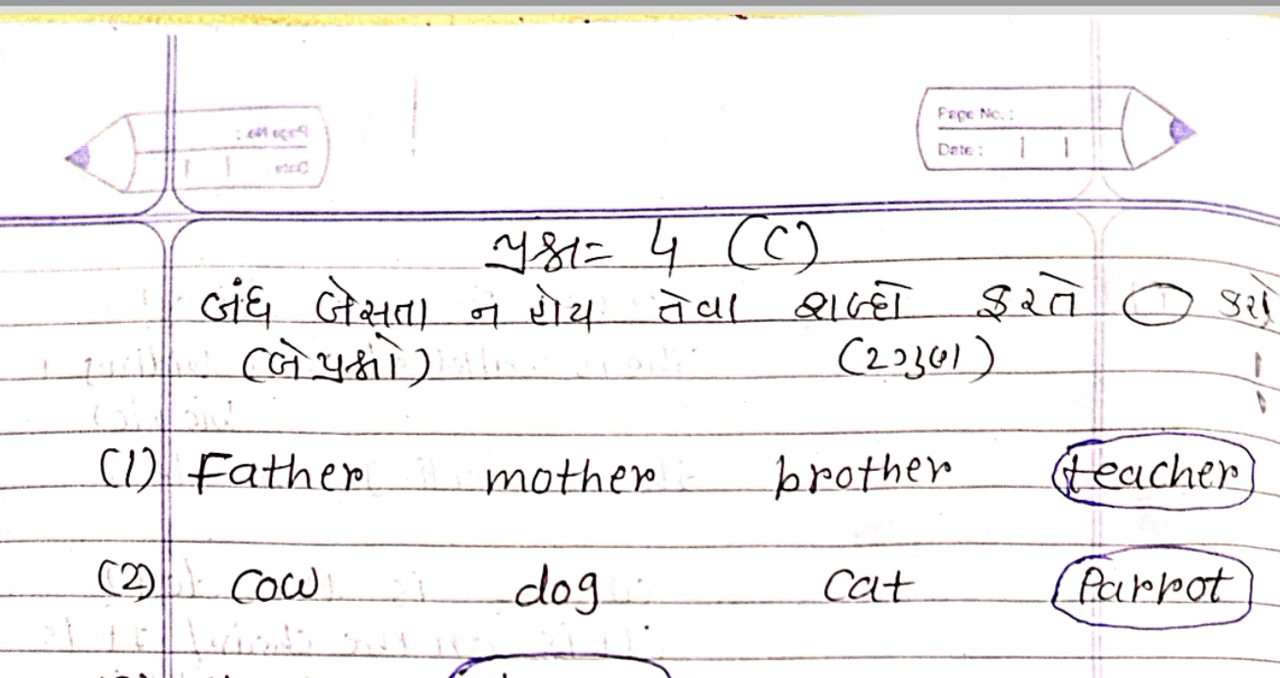 Page No. :
Date :
પ્રશ્ન= 4 (C)
બંધ બેસતા ન હોય તેવા શબ્દો ફરતે ◯ કરો
(બે પ્રશ્નો) (2ગુણ)
(1) Father mother brother teacher
(2) cow dog cat Parrot